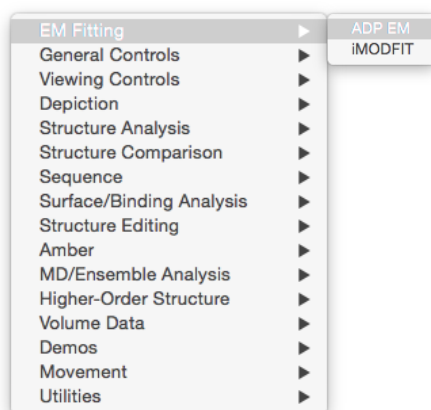 EM Fitting
ADP EM
iMODFIT
General Controls
Viewing Controls
Depiction
Structure Analysis
Structure Comparison
Sequence
Surface/Binding Analysis
Structure Editing
Amber
MD/Ensemble Analysis
Higher-Order Structure
Volume Data
Demos
Movement
Utilities